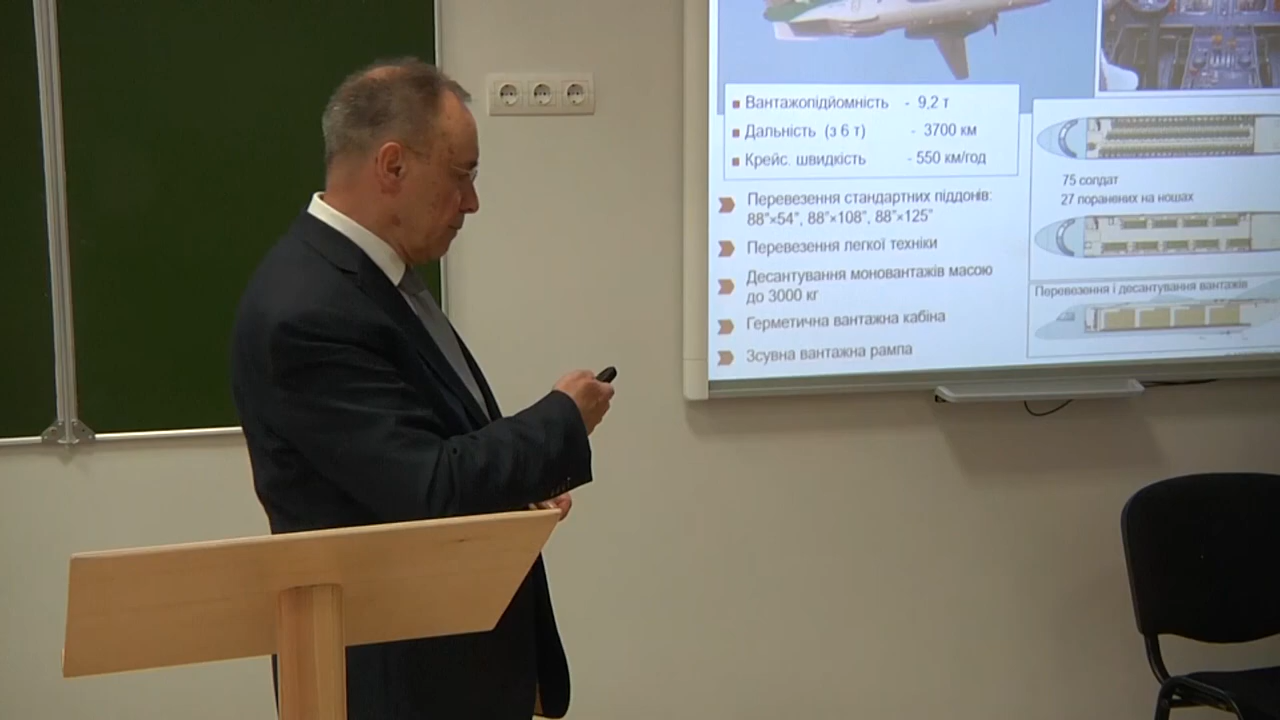 Вантажопідйомність - 9,2 т
Дальність (з 6 т) - 3700 км
Крейс. швидкість - 550 км/год
Перевезення стандартних піддонів:
88"×54", 88"×108", 88"×125"
Перевезення легкої техніки
Десантування моновантажів масою
до 3000 кг
Герметична вантажна кабіна
Зсувна вантажна рампа
75 солдат
27 поранених на ношах
Перевезення і десантування вантажів